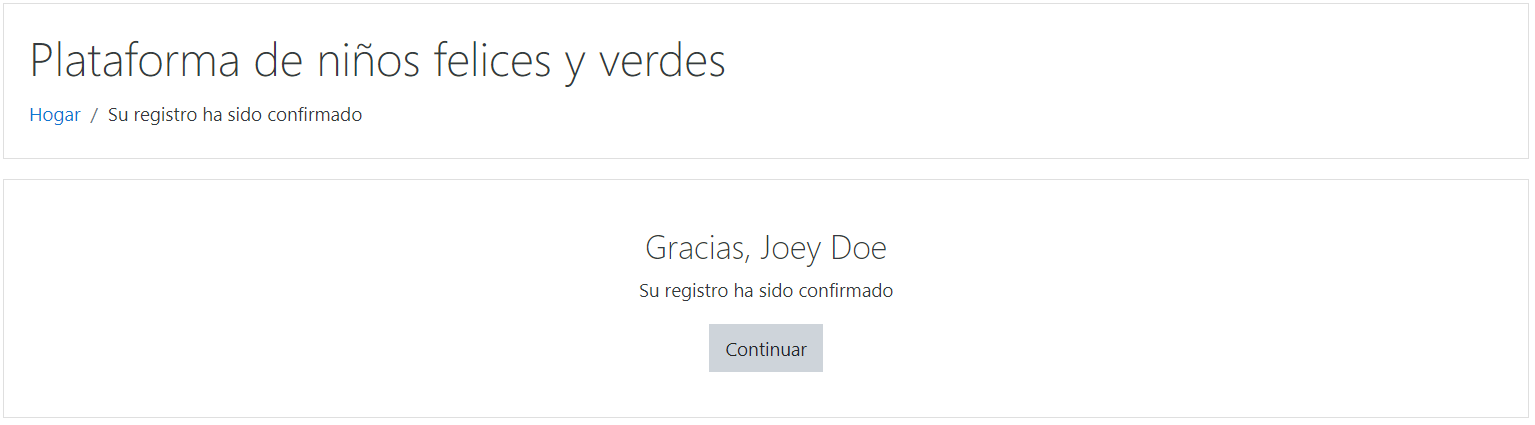 Plataforma de niños felices y verdes
Hogar / Su registro ha sido confirmado
Gracias, Joey Doe
Su registro ha sido confirmado
Continuar